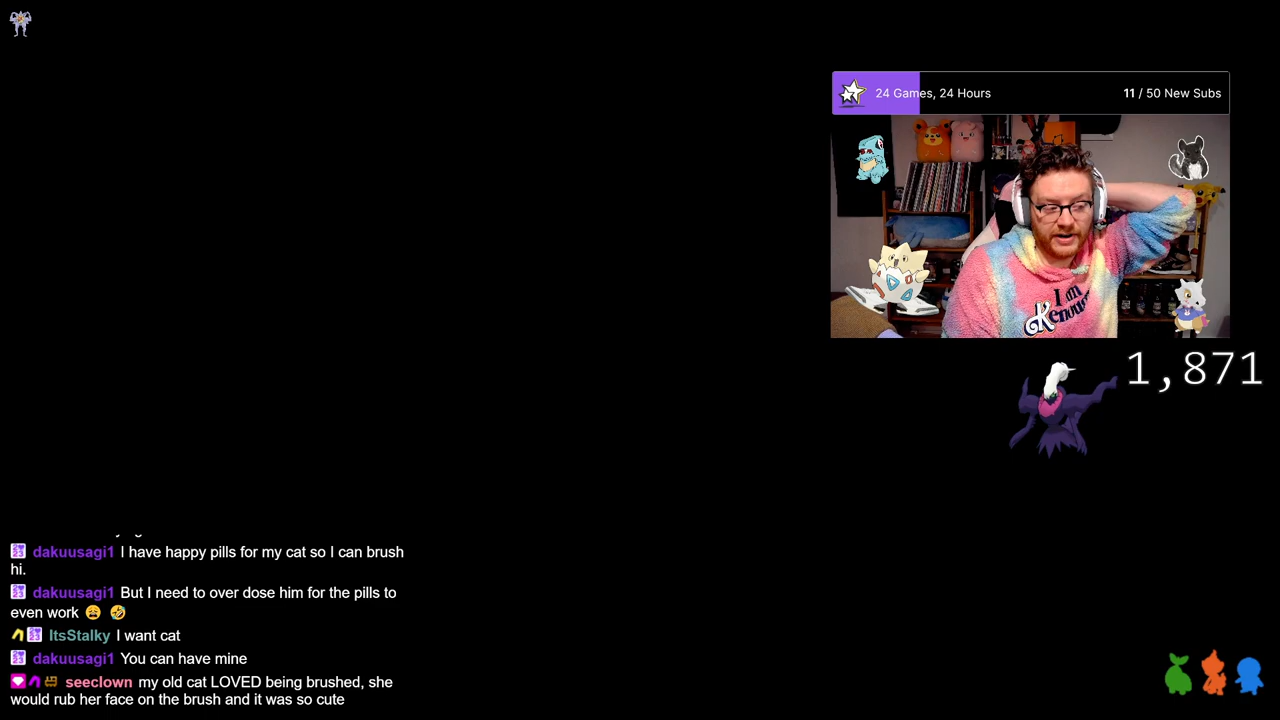 24 Games, 24 Hours 11 / 50 New Subs
I am
Kenough
1,871
dakuusagi1 I have happy pills for my cat so I can brush
hi.
dakuusagi1 But I need to over dose him for the pills to
even work 😩 🤣
ItsStalky I want cat
dakuusagi1 You can have mine
seeclown my old cat LOVED being brushed, she
would rub her face on the brush and it was so cute